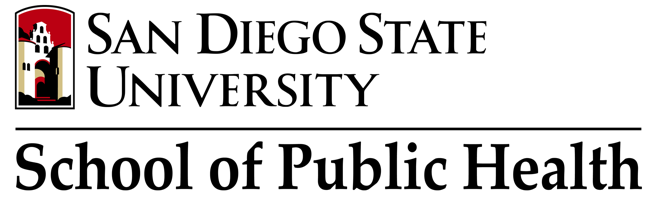 SAN DIEGO STATE
UNIVERSITY
School of Public Health